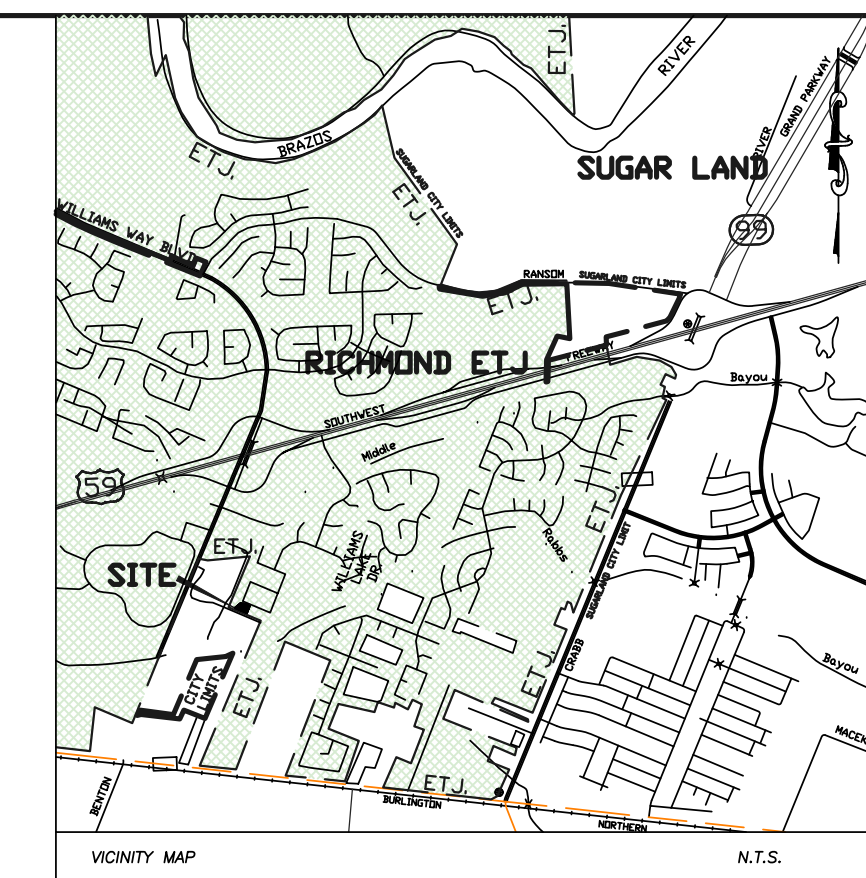 ETJ.
RIVER
GRAND PARKWAY
RIVER
BRAZOS
ETJ.
SUGARLAND CITY LIMITS
ETJ.
SUGAR LAND
99
WILLIAMS WAY BLVD
RANSOM
SUGARLAND CITY LIMITS
ETJ.
RICHMOND ETJ
FREEWAY
Bayou
SOUTHWEST
Middle
59
ETJ.
Rabbs
SUGARLAND CITY LIMIT
ETJ.
WILLIAMS
LAKE
DR.
SITE
CRABB
ETJ.
Bayou
CITY
LIMITS
ETJ.
MACEK
ETJ.
BENTON
BURLINGTON
NORTHERN
VICINITY MAP
N.T.S.